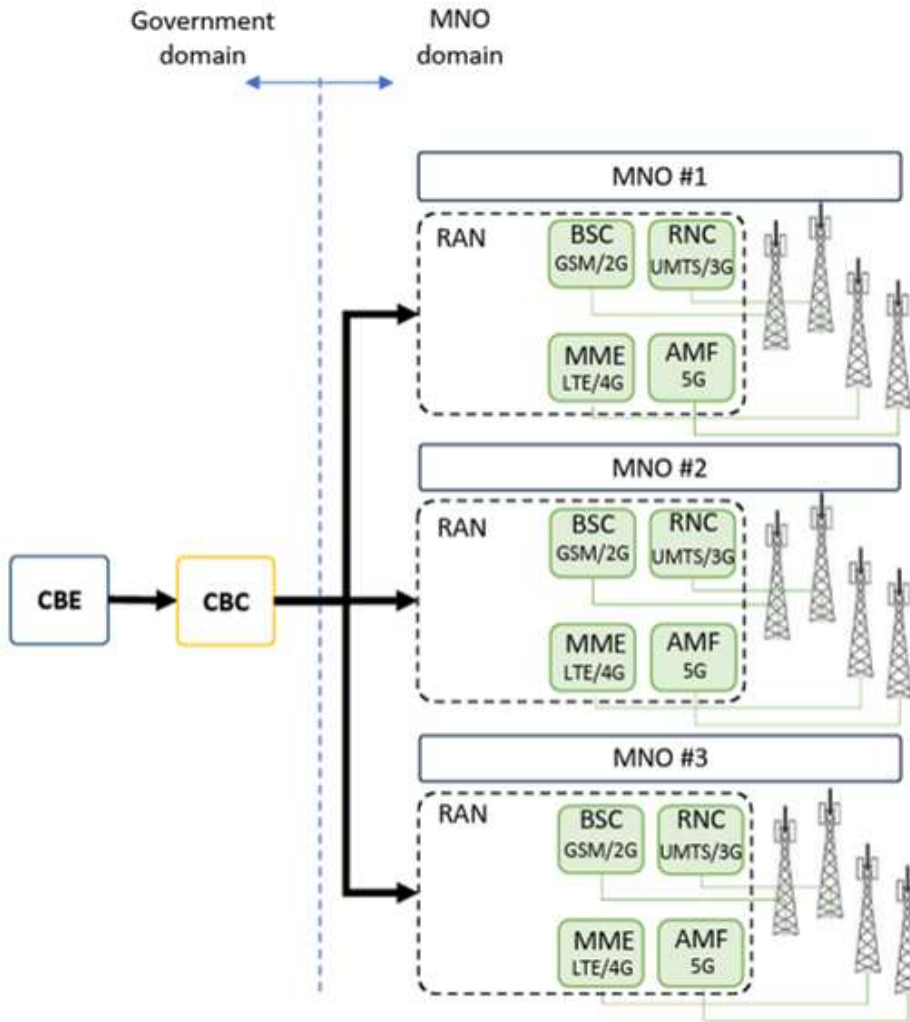 Government
domain
MNO
domain
MNO #1
RAN
BSC
GSM/2G
RNC
UMTS/3G
MME
LTE/4G
AMF
5G
MNO #2
RAN
BSC
GSM/2G
RNC
UMTS/3G
MME
LTE/4G
AMF
5G
CBE
CBC
MNO #3
RAN
BSC
GSM/2G
RNC
UMTS/3G
MME
LTE/4G
AMF
5G